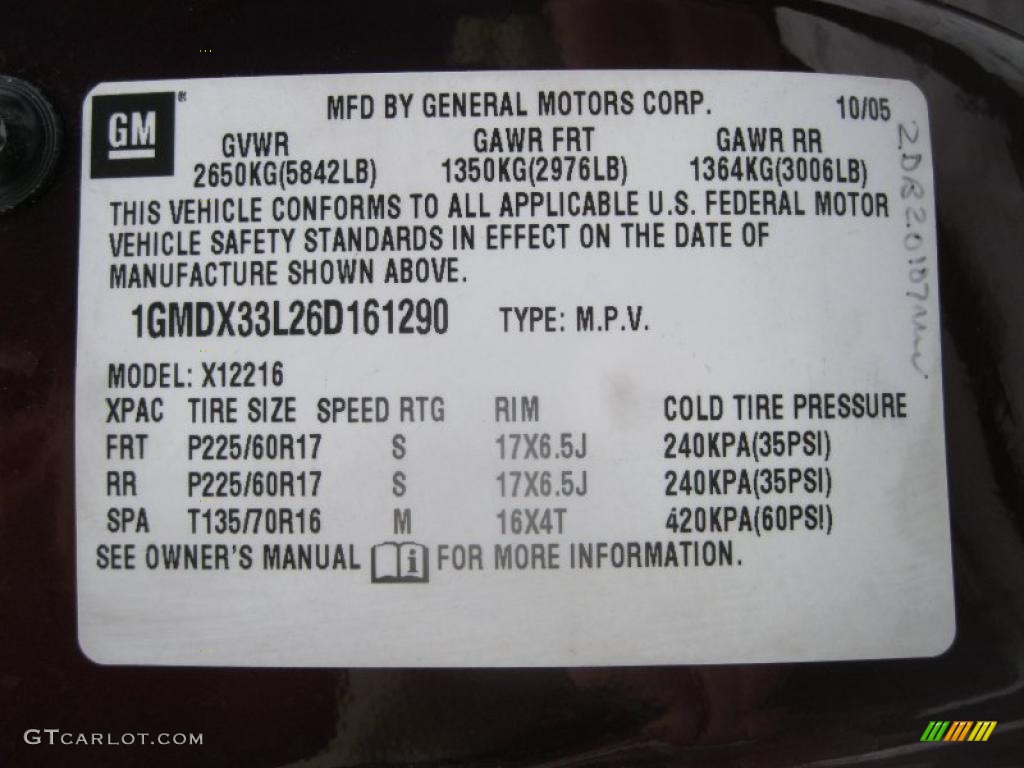 GM®
MFD BY GENERAL MOTORS CORP. 10/05
GVWR GAWR FRT GAWR RR
2650KG(5842LB) 1350KG(2976LB) 1364KG(3006LB)
THIS VEHICLE CONFORMS TO ALL APPLICABLE U.S. FEDERAL MOTOR
VEHICLE SAFETY STANDARDS IN EFFECT ON THE DATE OF
MANUFACTURE SHOWN ABOVE.
1GMDX33L26D161290 TYPE: M.P.V.
MODEL: X12216
XPAC TIRE SIZE SPEED RTG RIM COLD TIRE PRESSURE
FRT P225/60R17 S 17X6.5J 240KPA(35PSI)
RR P225/60R17 S 17X6.5J 240KPA(35PSI)
SPA T135/70R16 M 16X4T 420KPA(60PSI)
SEE OWNER'S MANUAL i FOR MORE INFORMATION.
GTCARLOT.COM